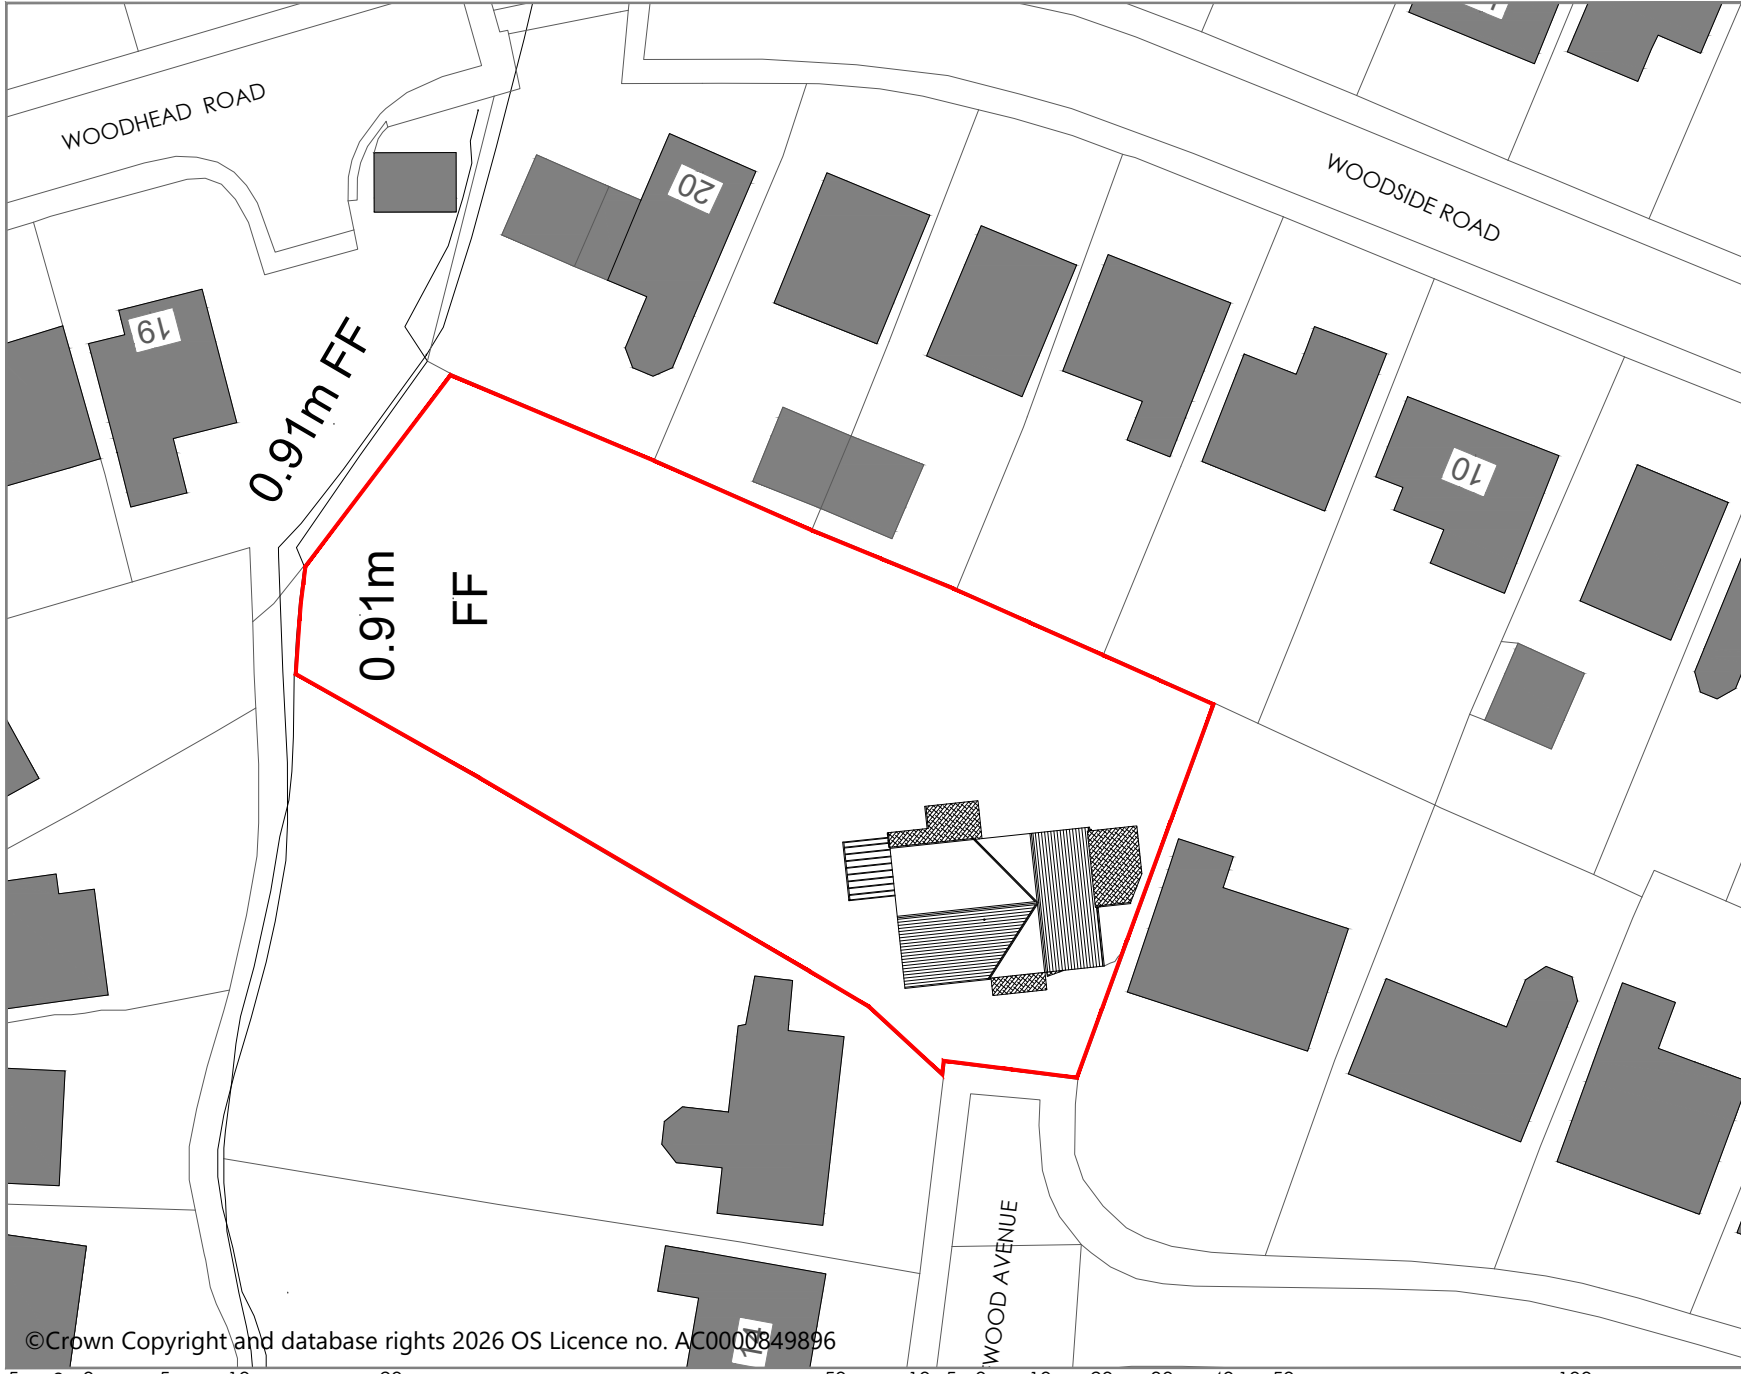 WOODHEAD ROAD
WOODSIDE ROAD
20
19
0.91m FF
10
0.91m
FF
WOOD AVENUE
14
©Crown Copyright and database rights 2026 OS Licence no. AC0000849896